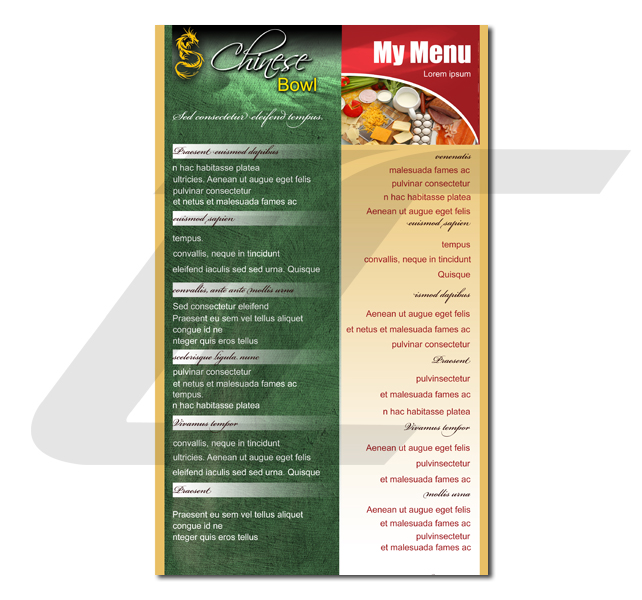 Chinese
Bowl
Sed consectetur eleifend tempus.
Praesent euismod dapibus
n hac habitasse platea
ultricies. Aenean ut augue eget felis
pulvinar consectetur
et netus et malesuada fames ac
euismod sapien
tempus.
convallis, neque in tincidunt
eleifend iaculis sed sed urna. Quisque
convallis, ante ante mollis urna
Sed consectetur eleifend
Praesent eu sem vel tellus aliquet
congue id ne
nteger quis eros tellus
scelerisque ligula, nunc
pulvinar consectetur
et netus et malesuada fames ac
tempus.
n hac habitasse platea
Vivamus tempor
convallis, neque in tincidunt
ultricies. Aenean ut augue eget felis
eleifend iaculis sed sed urna. Quisque
Praesent
Praesent eu sem vel tellus aliquet
congue id ne
nteger quis eros tellus
My Menu
Lorem ipsum
venenatis
malesuada fames ac
pulvinar consectetur
n hac habitasse platea
Aenean ut augue eget felis
euismod sapien
tempus
convallis, neque in tincidunt
Quisque
ismod dapibus
Aenean ut augue eget felis
et netus et malesuada fames ac
pulvinar consectetur
Praesent
pulvinsectetur
et malesuada fames ac
n hac habitasse platea
Vivamus tempor
Aenean ut augue eget felis
pulvinsectetur
et malesuada fames ac
mollis urna
Aenean ut augue eget felis
et malesuada fames ac
pulvinsectetur
et malesuada fames ac